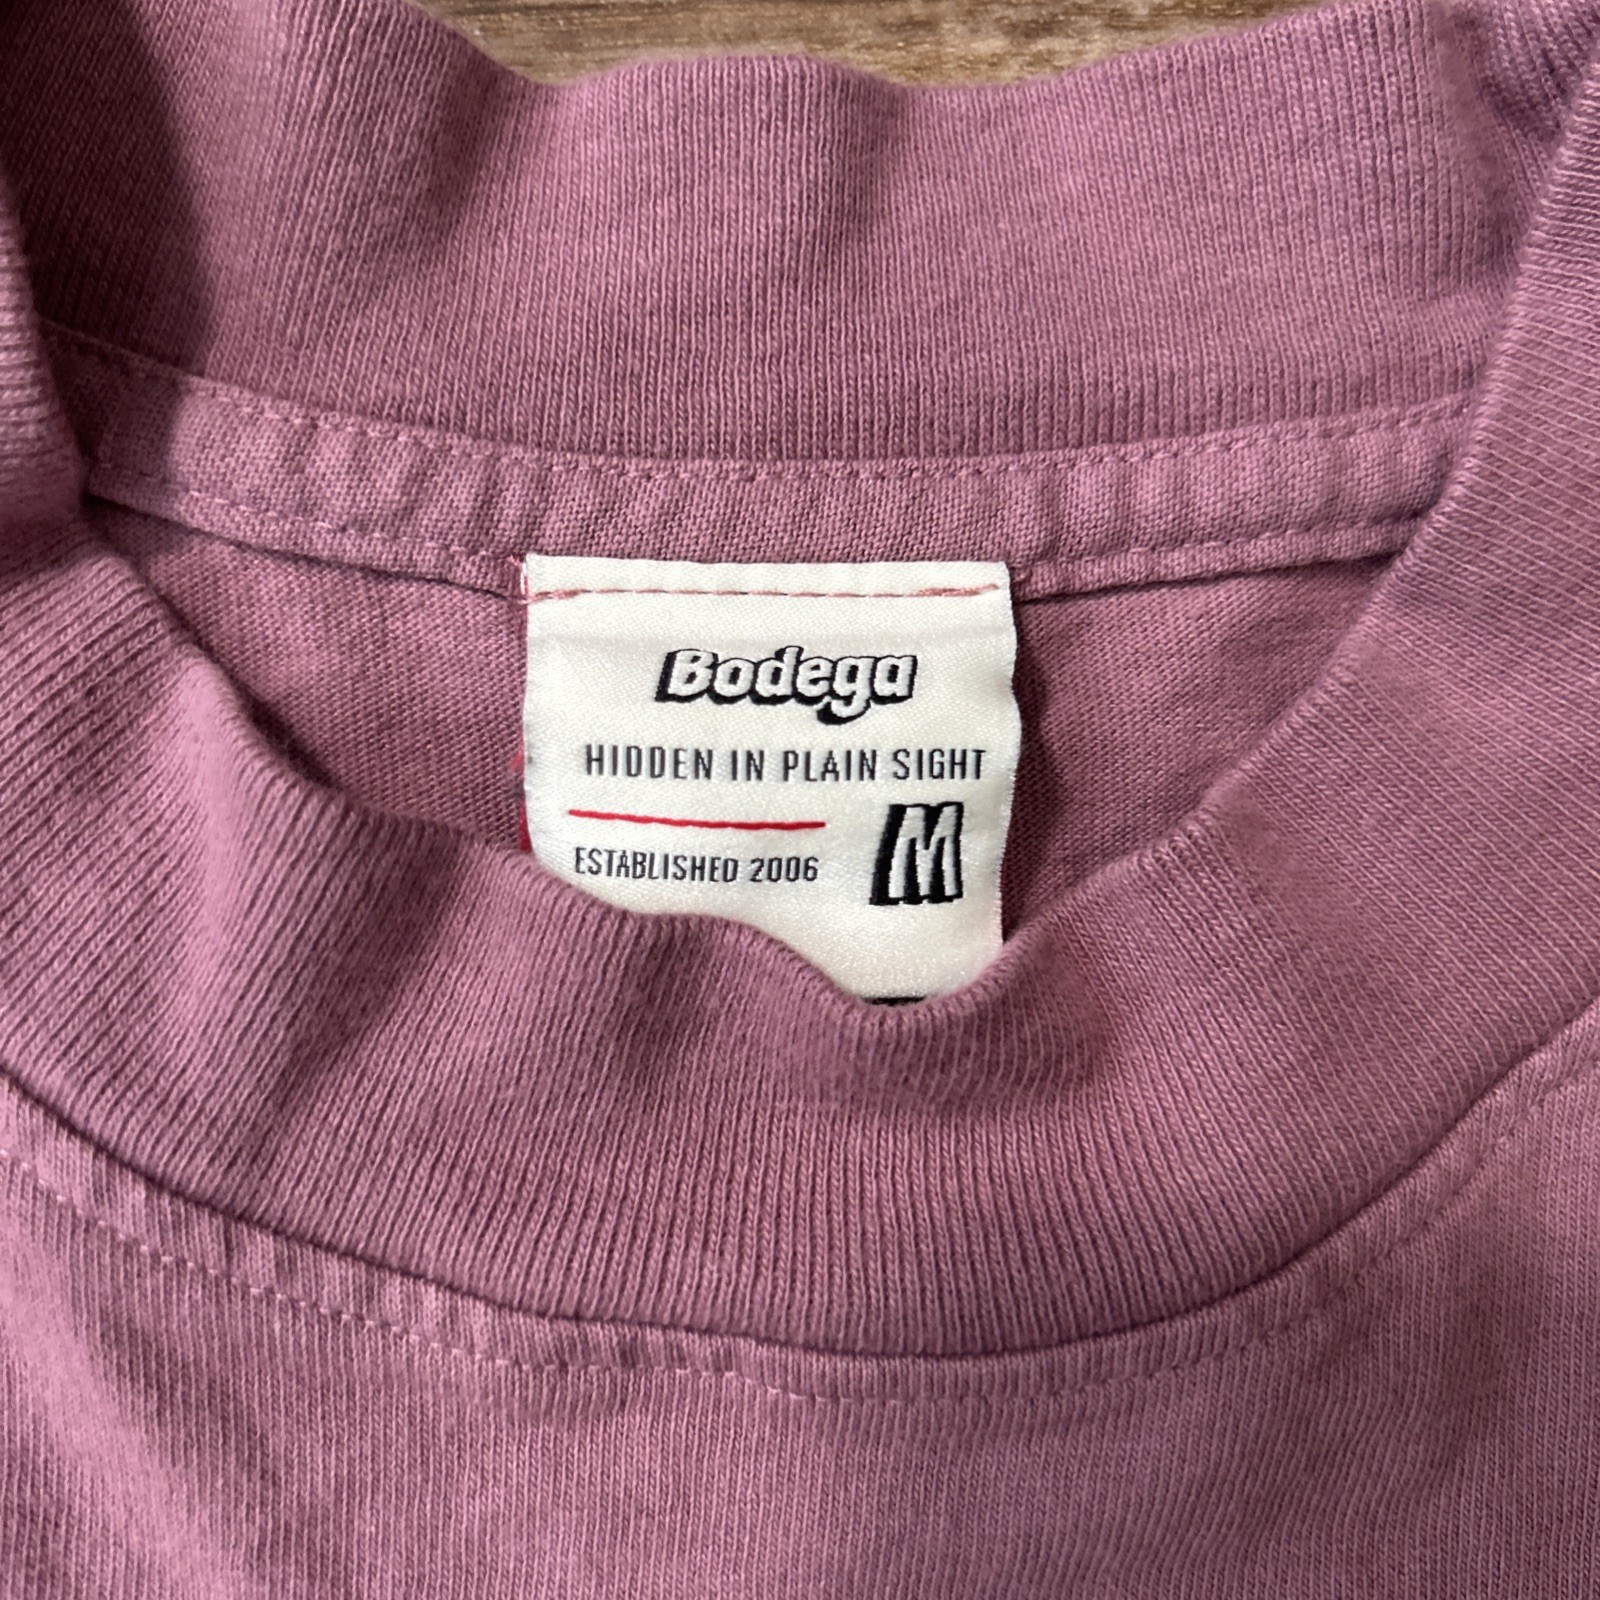 Bodega
HIDDEN IN PLAIN SIGHT
ESTABLISHED 2006
M